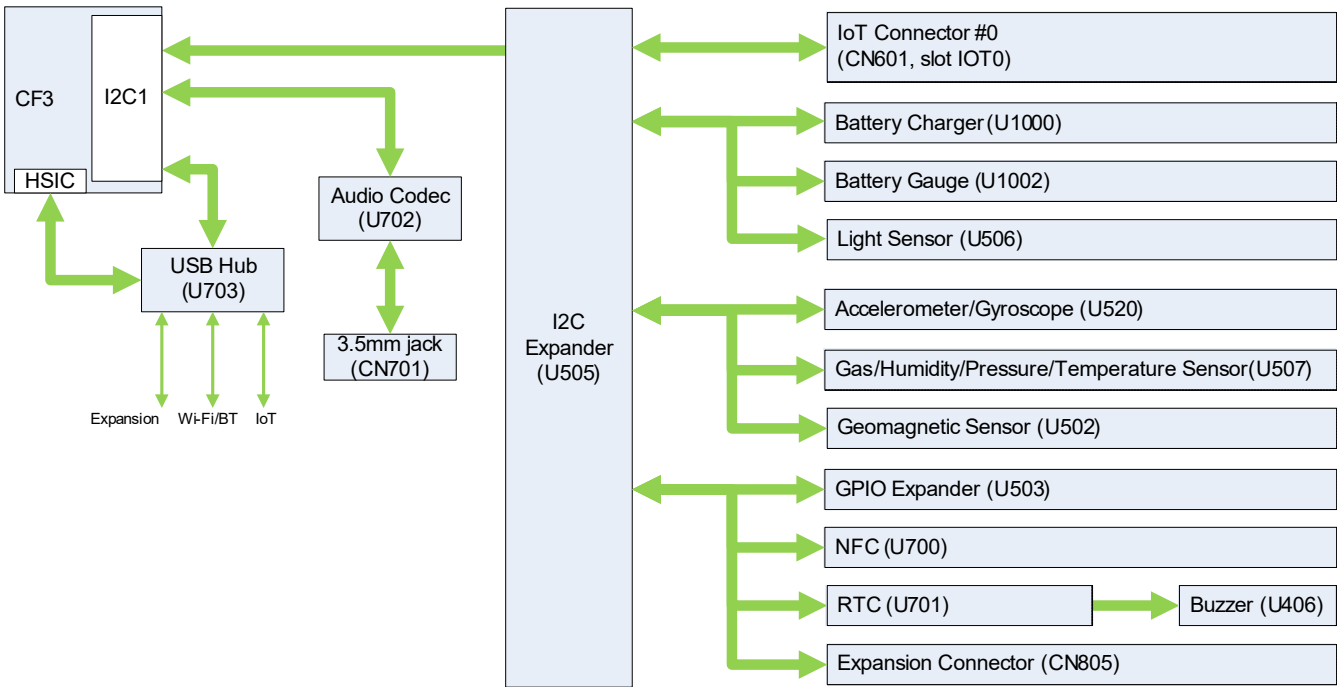 CF3
I2C1
HSIC
USB Hub
(U703)
Expansion
Wi-Fi/BT
IoT
Audio Codec
(U702)
3.5mm jack
(CN701)
I2C
Expander
(U505)
IoT Connector #0
(CN601, slot IOT0)
Battery Charger (U1000)
Battery Gauge (U1002)
Light Sensor (U506)
Accelerometer/Gyroscope (U520)
Gas/Humidity/Pressure/Temperature Sensor(U507)
Geomagnetic Sensor (U502)
GPIO Expander (U503)
NFC (U700)
RTC (U701)
Buzzer (U406)
Expansion Connector (CN805)